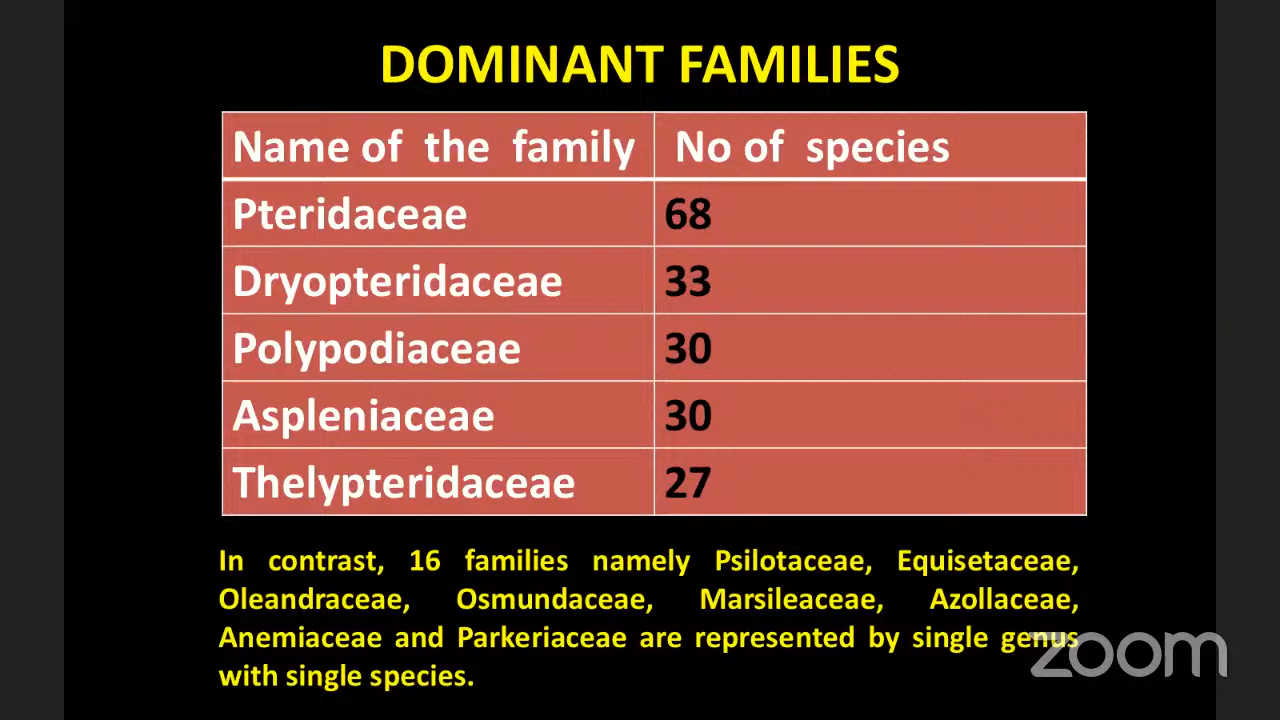 DOMINANT FAMILIES
Name of the family No of species
Pteridaceae 68
Dryopteridaceae 33
Polypodiaceae 30
Aspleniaceae 30
Thelypteridaceae 27
In contrast, 16 families namely Psilotaceae, Equisetaceae,
Oleandraceae, Osmundaceae, Marsileaceae, Azollaceae,
Anemiaceae and Parkeriaceae are represented by single genus
with single species.
zoom